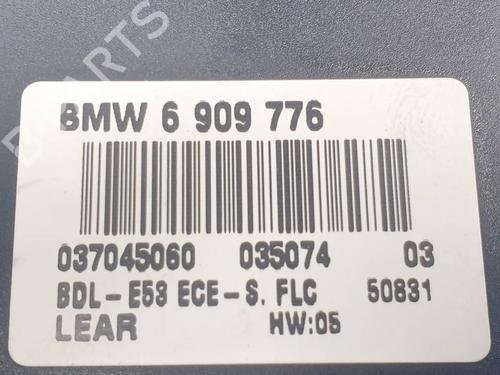 BMW 6 909 776
037045060 035074 03
BDL-E53 ECE-S. FLC 50831
LEAR HW:05